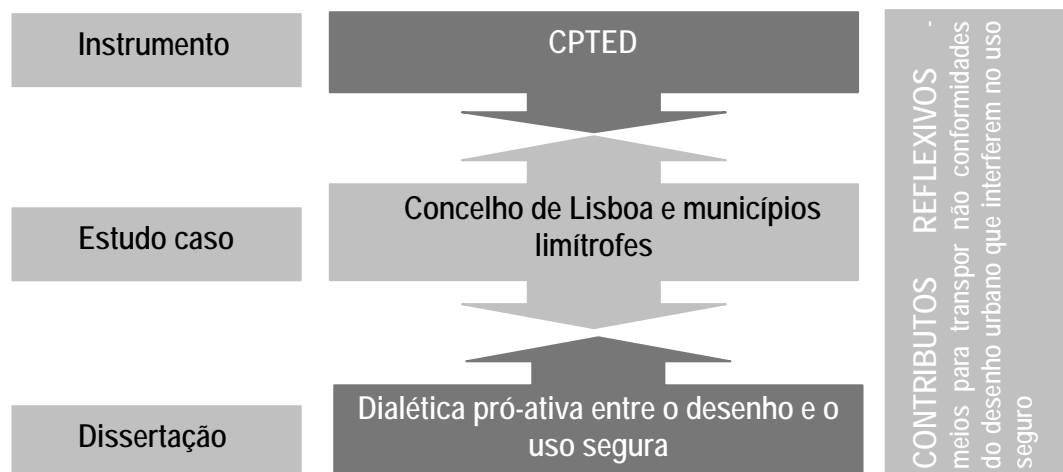 Instrumento
CPTED
Estudo caso
Concelho de Lisboa e municípios
limítrofes
Dissertação
Dialética pró-ativa entre o desenho e o
uso segura
CONTRIBUTOS REFLEXIVOS -
meios para transpor não conformidades
do desenho urbano que interferem no uso
seguro